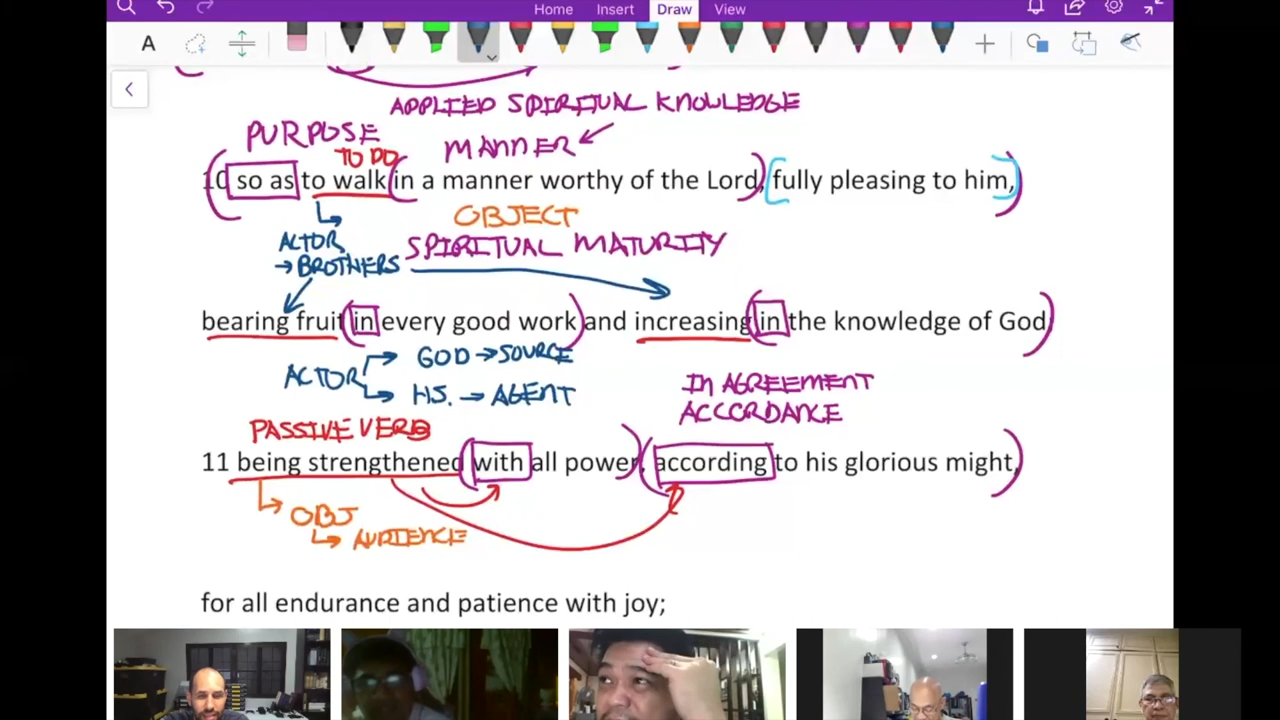 Home Insert Draw View
A
APPLIED SPIRITUAL KNOWLEDGE
PURPOSE
MANNER
TO DO
10 so as to walk in a manner worthy of the Lord, fully pleasing to him,
OBJECT
ACTOR
SPIRITUAL MATURITY
→ BROTHERS
bearing fruit in every good work and increasing in the knowledge of God
GOD → SOURCE
ACTOR
H.S. → AGENT
IN AGREEMENT
ACCORDANCE
PASSIVE VERB
11 being strengthened with all power, according to his glorious might,
OBJ
AUDIENCE
for all endurance and patience with joy;